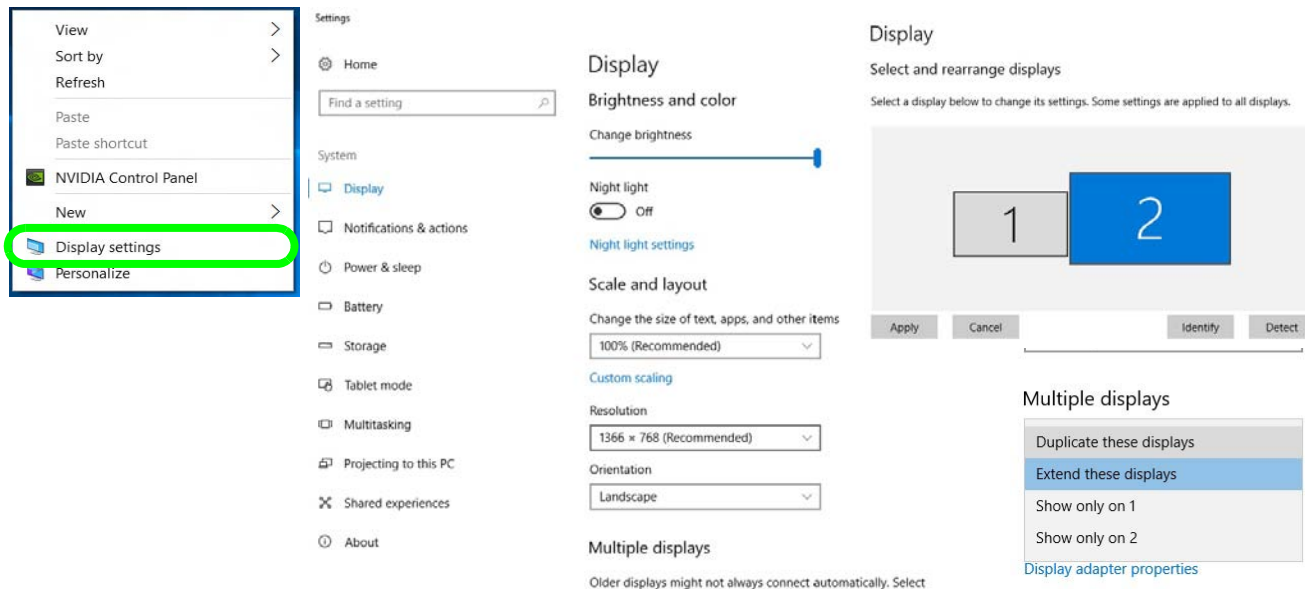 View
Sort by
Refresh
Paste
Paste shortcut
NVIDIA Control Panel
New
Display settings
Personalize
Settings
Home
Find a setting
System
Display
Notifications & actions
Power & sleep
Battery
Storage
Tablet mode
Multitasking
Projecting to this PC
Shared experiences
About
Display
Brightness and color
Change brightness
Night light
Off
Night light settings
Scale and layout
Change the size of text, apps, and other items
100% (Recommended)
Custom scaling
Resolution
1366 × 768 (Recommended)
Orientation
Landscape
Multiple displays
Older displays might not always connect automatically. Select
Display
Select and rearrange displays
Select a display below to change its settings. Some settings are applied to all displays.
1
2
Apply
Cancel
Identify
Detect
Multiple displays
Duplicate these displays
Extend these displays
Show only on 1
Show only on 2
Display adapter properties